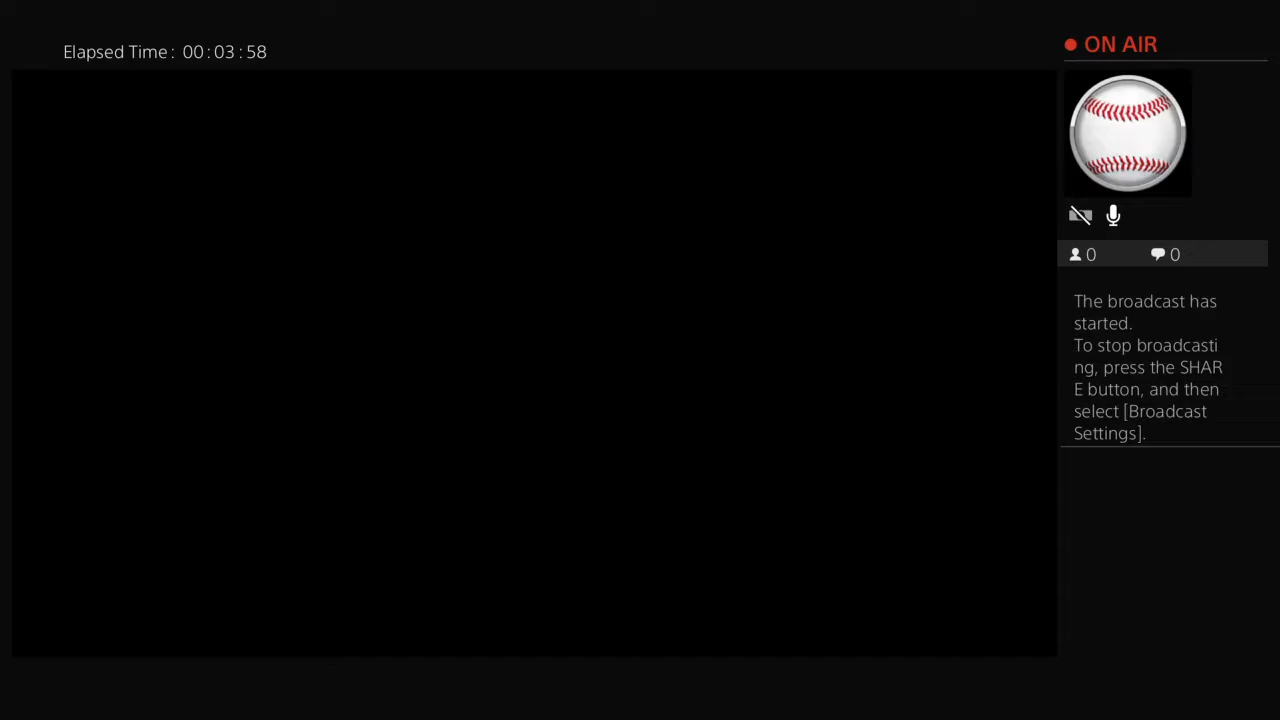 Elapsed Time: 00:03:58
ON AIR
0 0
The broadcast has
started.
To stop broadcasti
ng, press the SHAR
E button, and then
select [Broadcast
Settings].